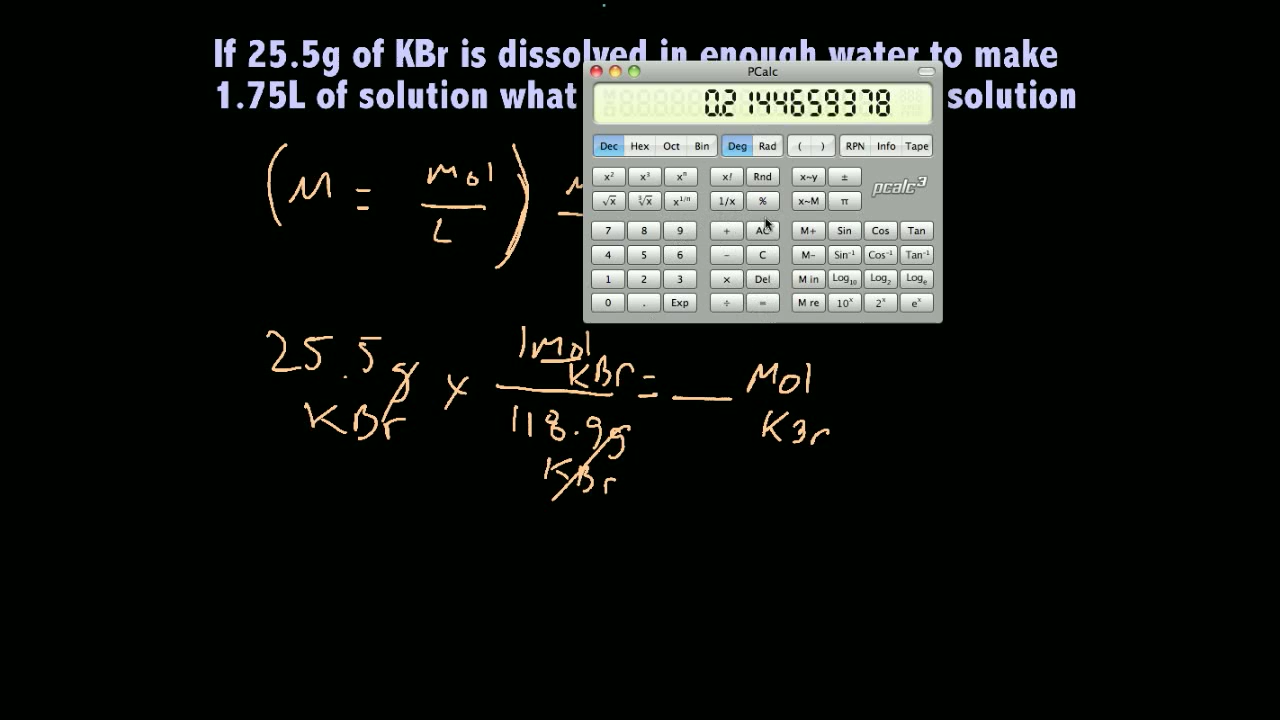 If 25.5g of KBr is dissolved in enough water to make
1.75L of solution what solution
PCalc
0.2144659378
Dec Hex Oct Bin Deg Rad ( ) RPN Info Tape
x² x³ xⁿ x! Rnd x~y ± pcalc³
√x ³√x x^1/n 1/x % x~M π
7 8 9 + AC M+ Sin Cos Tan
4 5 6 − C M- Sin⁻¹ Cos⁻¹ Tan⁻¹
1 2 3 × Del M in Log₁₀ Log₂ Logₑ
0 . Exp ÷ = M re 10ˣ 2ˣ eˣ
(M = mol / L) M
25.5g KBr x 1mol KBr / 118.9g KBr = __ Mol KBr